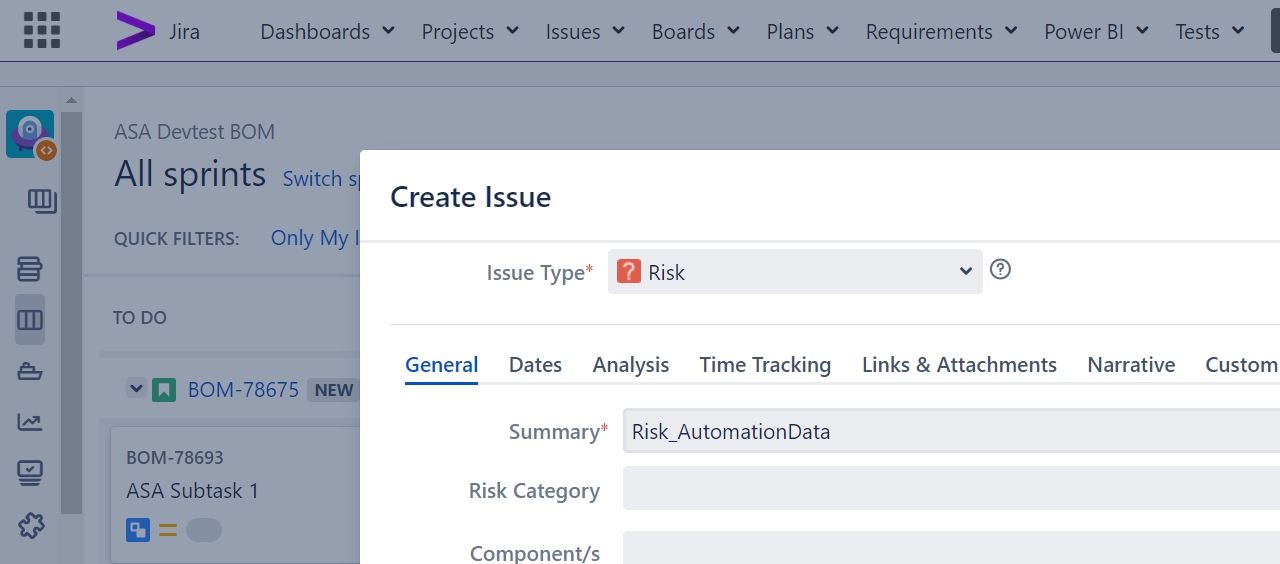 Jira Dashboards Projects Issues Boards Plans Requirements Power BI Tests
ASA Devtest BOM
All sprints Switch
QUICK FILTERS: Only My
TO DO
BOM-78675 NEW
BOM-78693
ASA Subtask 1
Create Issue
Issue Type* Risk
General Dates Analysis Time Tracking Links & Attachments Narrative Custom
Summary* Risk_AutomationData
Risk Category
Component/s